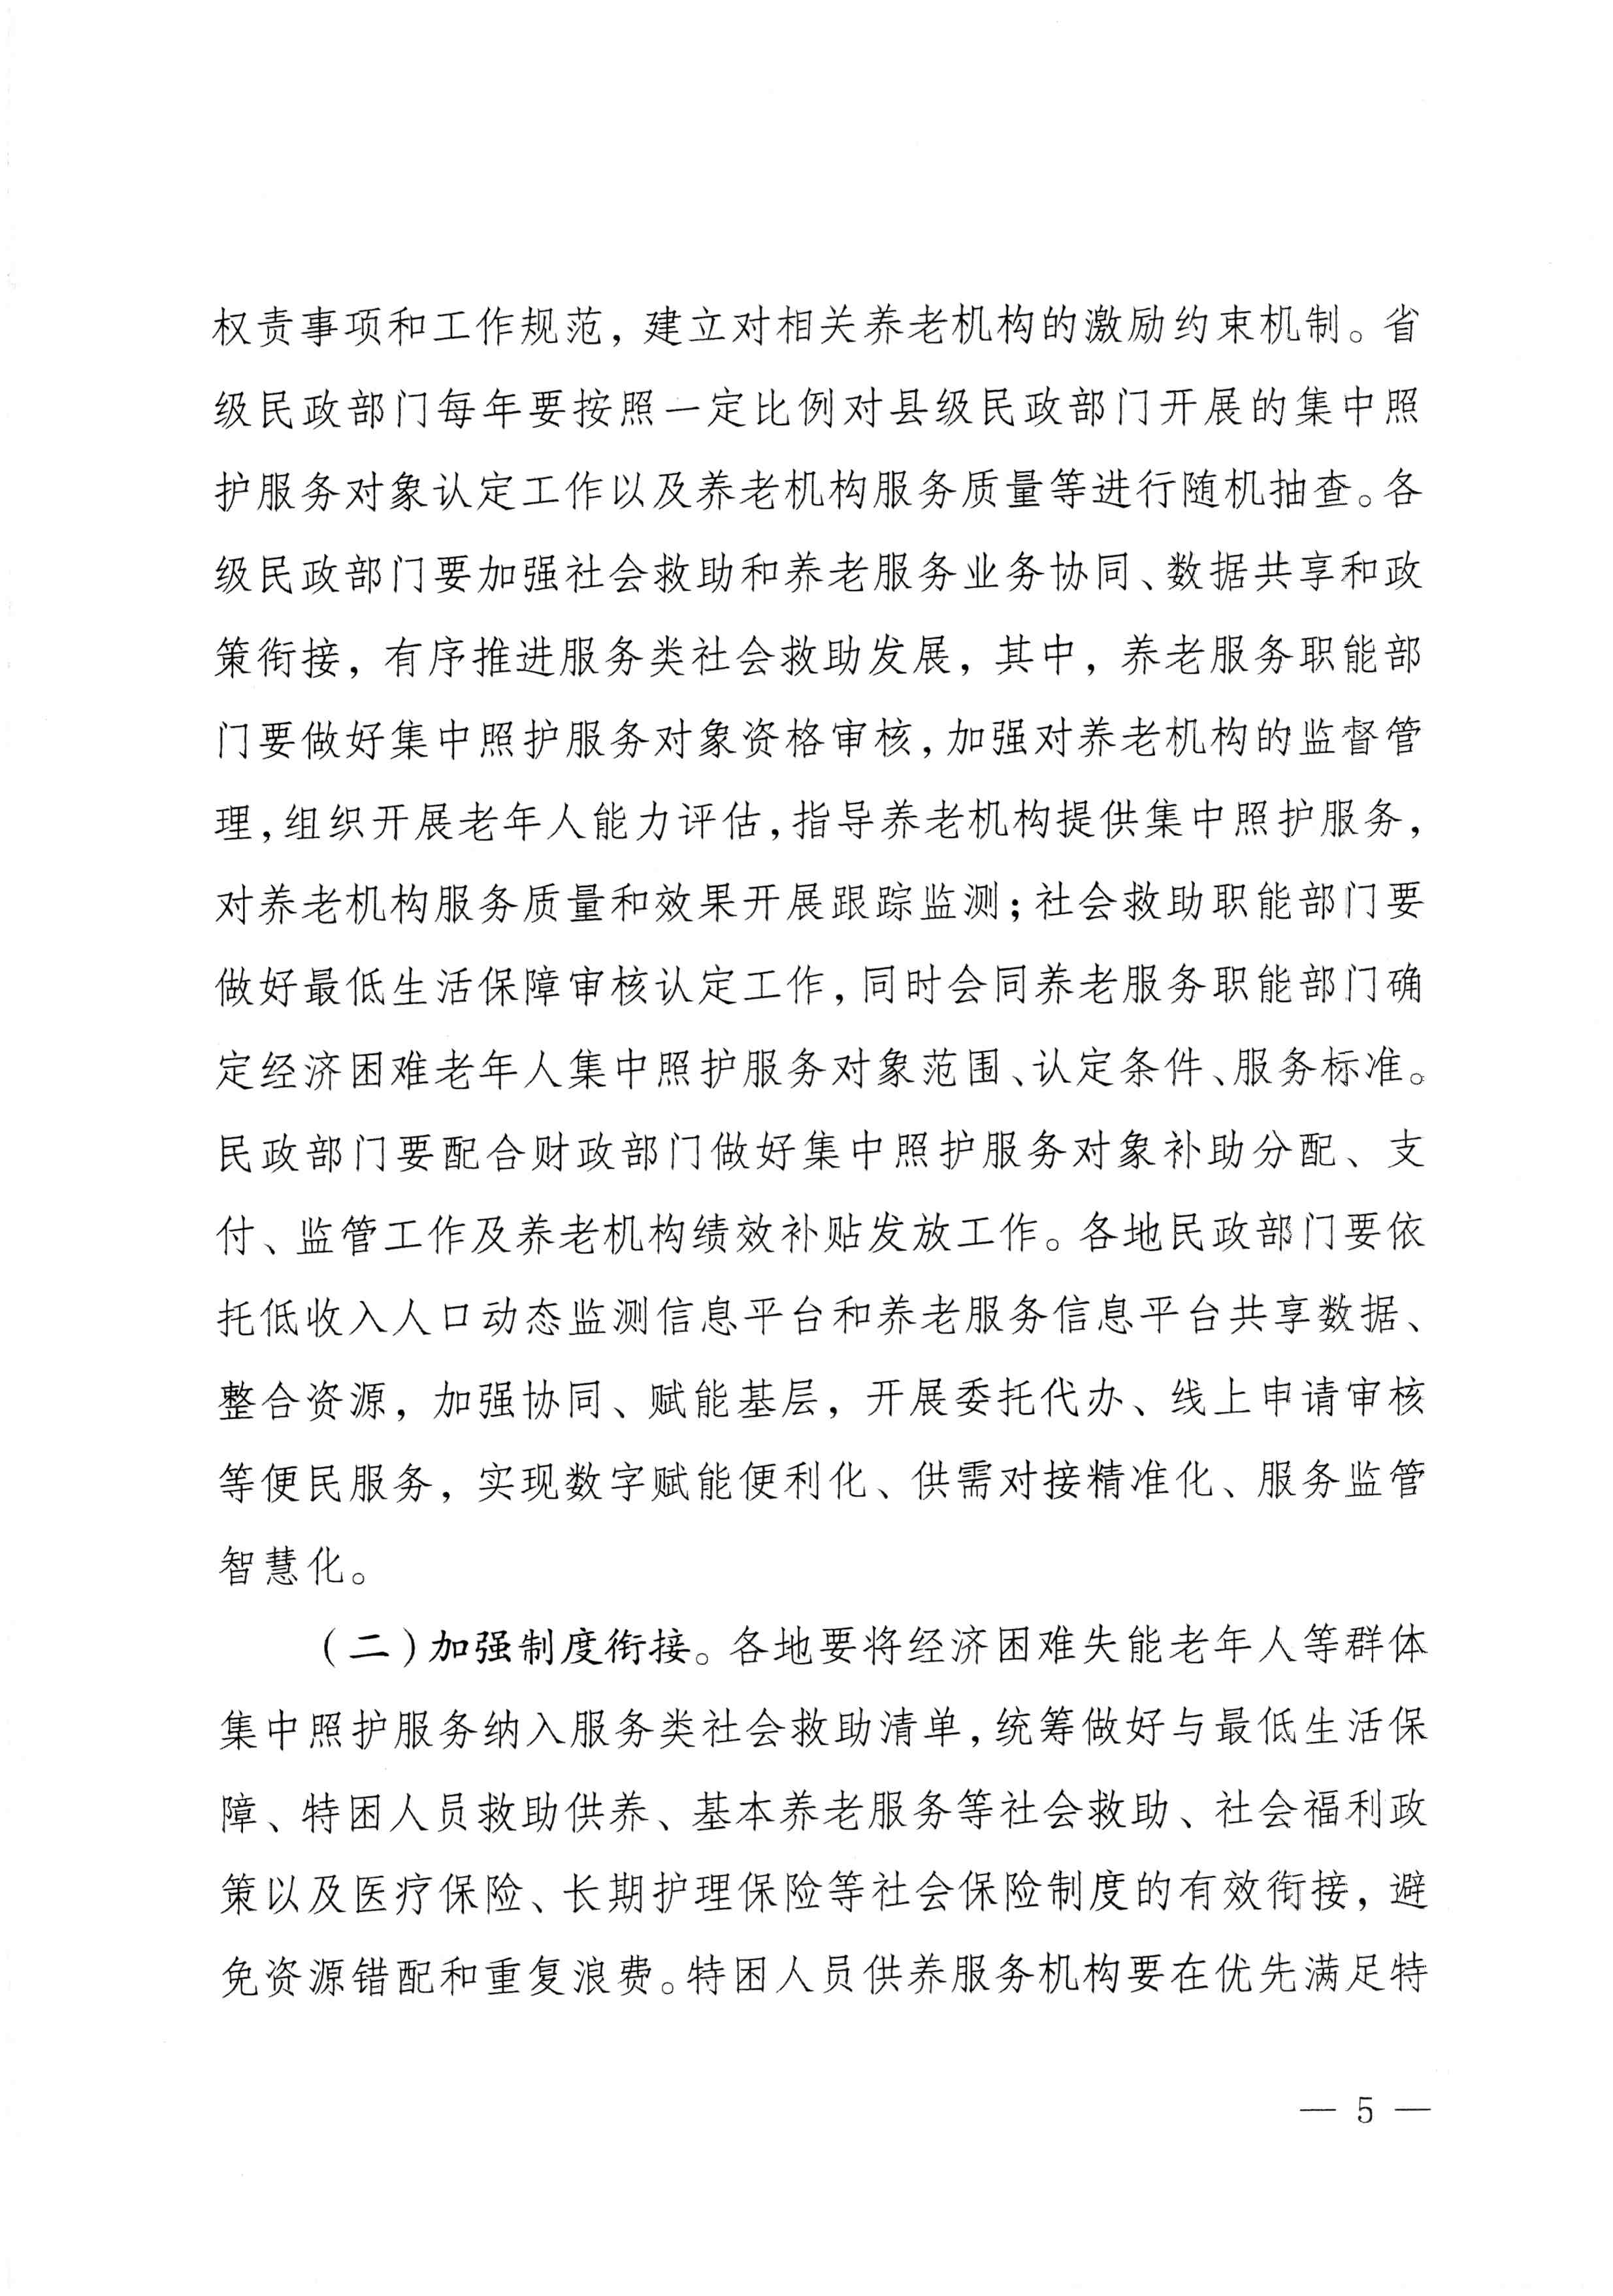 权责事项和工作规范，建立对相关养老机构的激励约束机制。省
级民政部门每年要按照一定比例对县级民政部门开展的集中照
护服务对象认定工作以及养老机构服务质量等进行随机抽查。各
级民政部门要加强社会救助和养老服务业务协同、数据共享和政
策衔接，有序推进服务类社会救助发展，其中，养老服务职能部
门要做好集中照护服务对象资格审核，加强对养老机构的监督管
理，组织开展老年人能力评估，指导养老机构提供集中照护服务，
对养老机构服务质量和效果开展跟踪监测；社会救助职能部门要
做好最低生活保障审核认定工作，同时会同养老服务职能部门确
定经济困难老年人集中照护服务对象范围、认定条件、服务标准。
民政部门要配合财政部门做好集中照护服务对象补助分配、支
付、监管工作及养老机构绩效补贴发放工作。各地民政部门要依
托低收入人口动态监测信息平台和养老服务信息平台共享数据、
整合资源，加强协同、赋能基层，开展委托代办、线上申请审核
等便民服务，实现数字赋能便利化、供需对接精准化、服务监管
智慧化。
（二）加强制度衔接。各地要将经济困难失能老年人等群体
集中照护服务纳入服务类社会救助清单，统筹做好与最低生活保
障、特困人员救助供养、基本养老服务等社会救助、社会福利政
策以及医疗保险、长期护理保险等社会保险制度的有效衔接，避
免资源错配和重复浪费。特困人员供养服务机构要在优先满足特
— 5 —